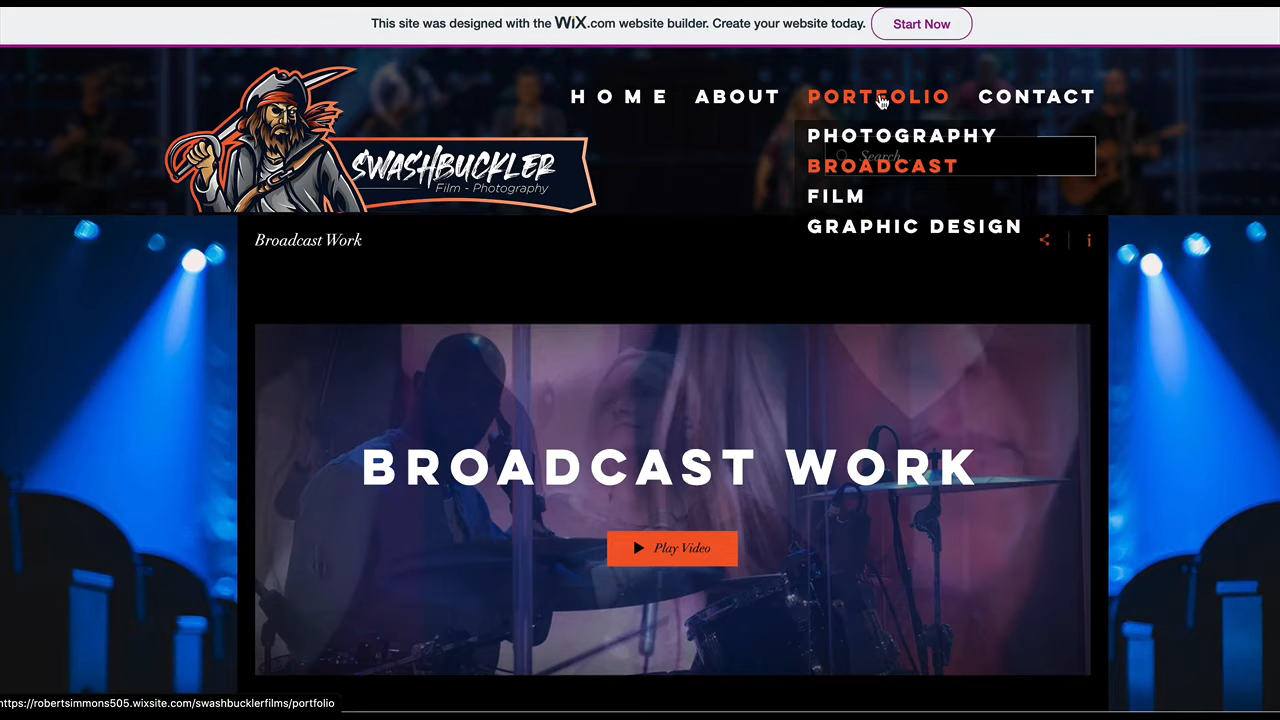 This site was designed with the WiX.com website builder. Create your website today. Start Now
HOME ABOUT PORTFOLIO CONTACT
PHOTOGRAPHY
Search...
BROADCAST
FILM
GRAPHIC DESIGN
SWASHBUCKLER
Film - Photography
Broadcast Work
BROADCAST WORK
Play Video
https://robertsimmons505.wixsite.com/swashbucklerfilms/portfolio